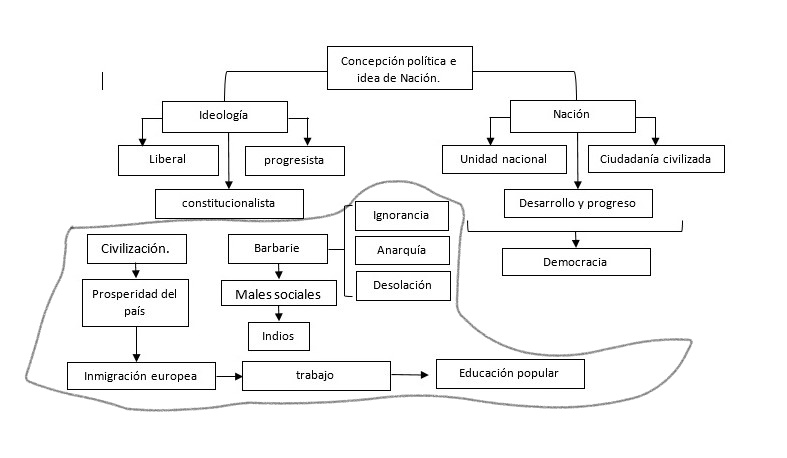 Concepción política e
idea de Nación.
Ideología
Nación
Liberal
progresista
Unidad nacional
Ciudadanía civilizada
constitucionalista
Desarrollo y progreso
Ignorancia
Civilización.
Barbarie
Anarquía
Democracia
Prosperidad del
país
Males sociales
Desolación
Indios
Inmigración europea
trabajo
Educación popular